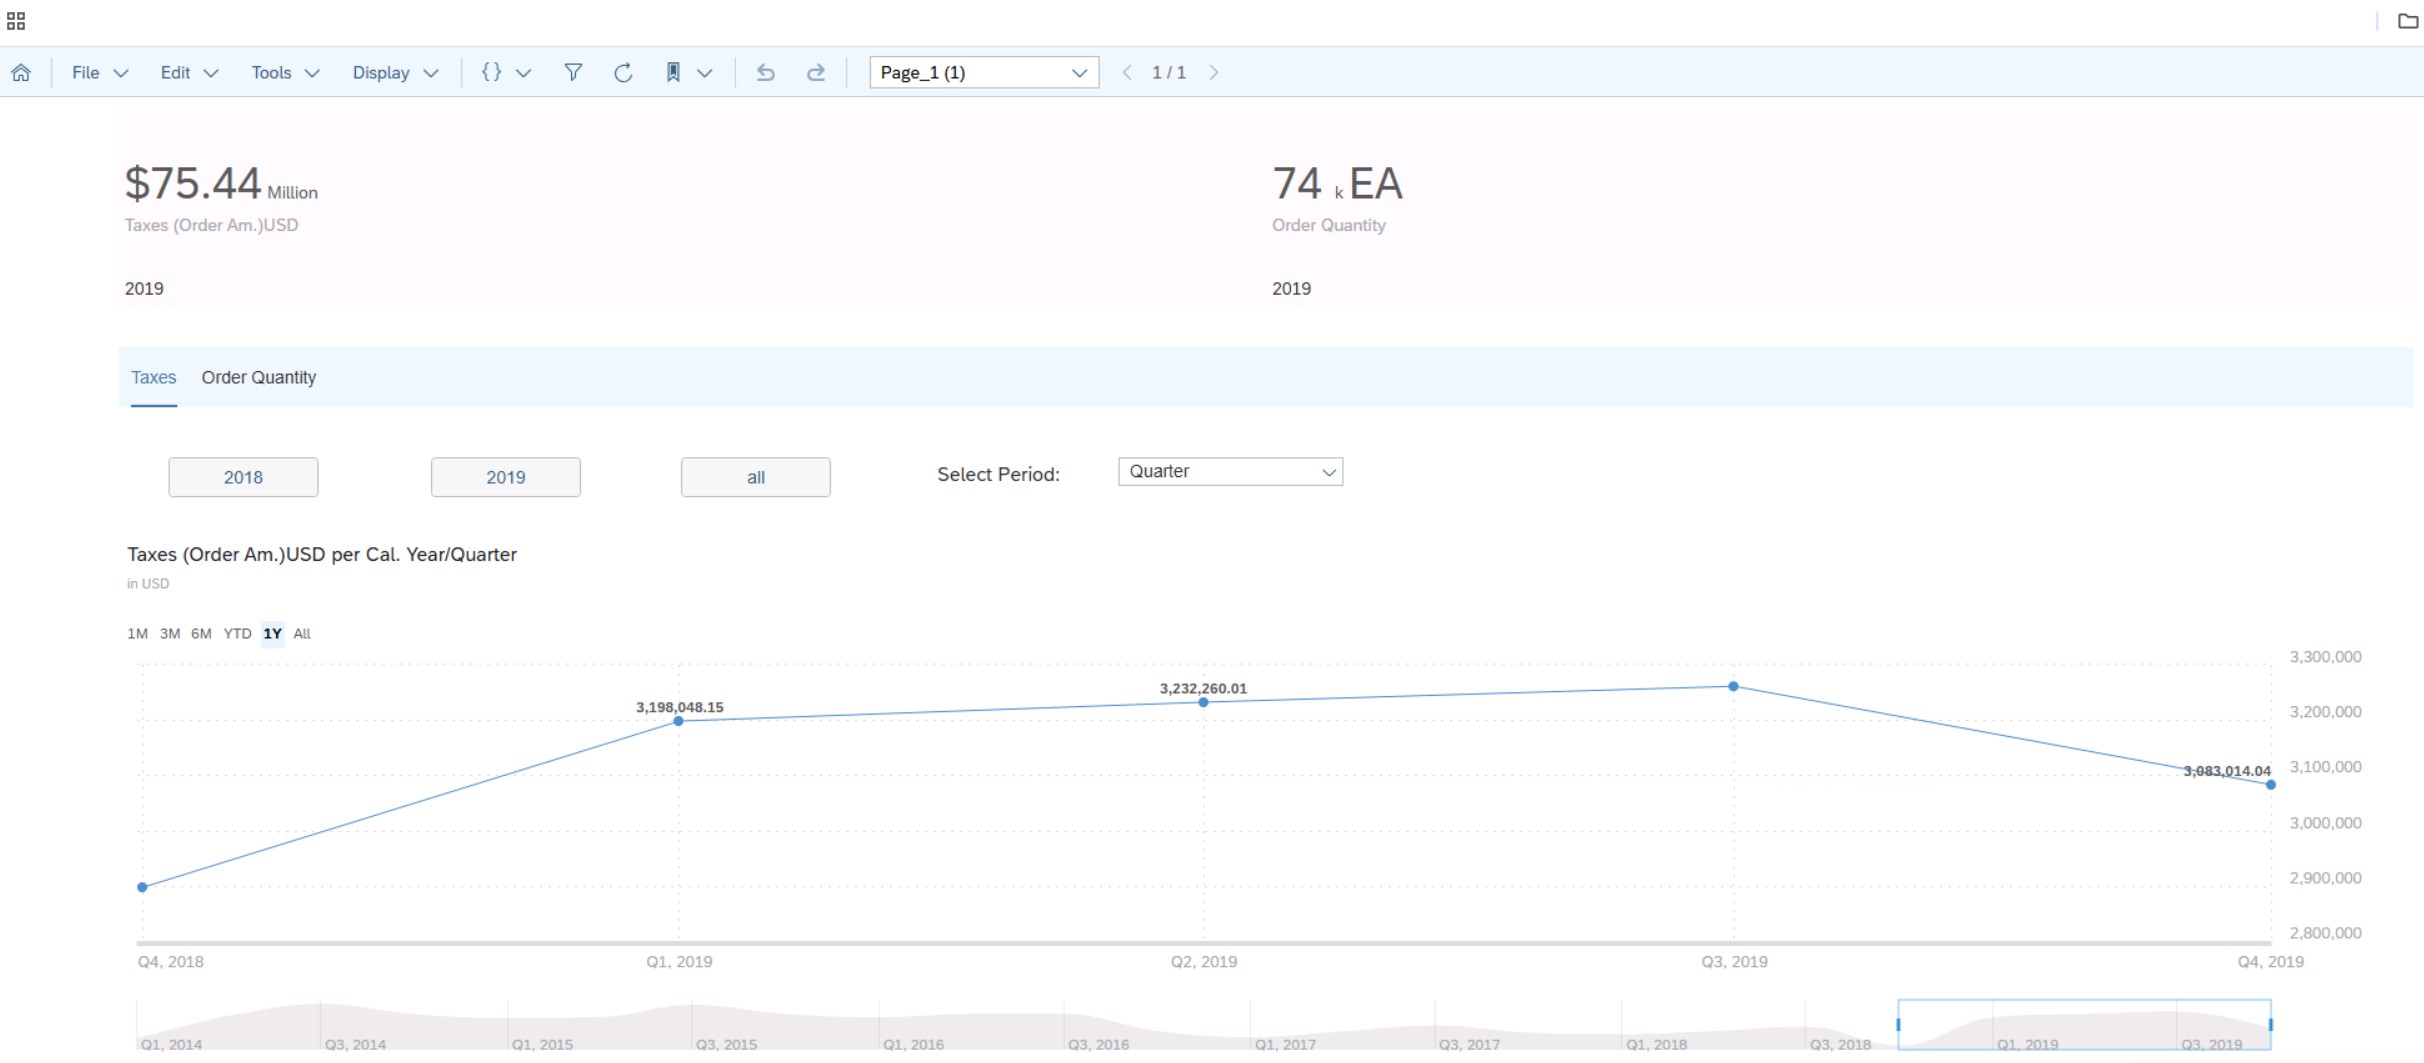 File Edit Tools Display {} Page_1 (1) 1 / 1
$75.44 Million
Taxes (Order Am.)USD
2019
74 k EA
Order Quantity
2019
Taxes Order Quantity
2018 2019 all Select Period: Quarter
Taxes (Order Am.)USD per Cal. Year/Quarter
in USD
1M 3M 6M YTD 1Y All
3,300,000
3,232,260.01
3,198,048.15
3,200,000
3,083,014.04
3,100,000
3,000,000
2,900,000
2,800,000
Q4, 2018 Q1, 2019 Q2, 2019 Q3, 2019 Q4, 2019
Q1, 2014 Q3, 2014 Q1, 2015 Q3, 2015 Q1, 2016 Q3, 2016 Q1, 2017 Q3, 2017 Q1, 2018 Q3, 2018 Q1, 2019 Q3, 2019